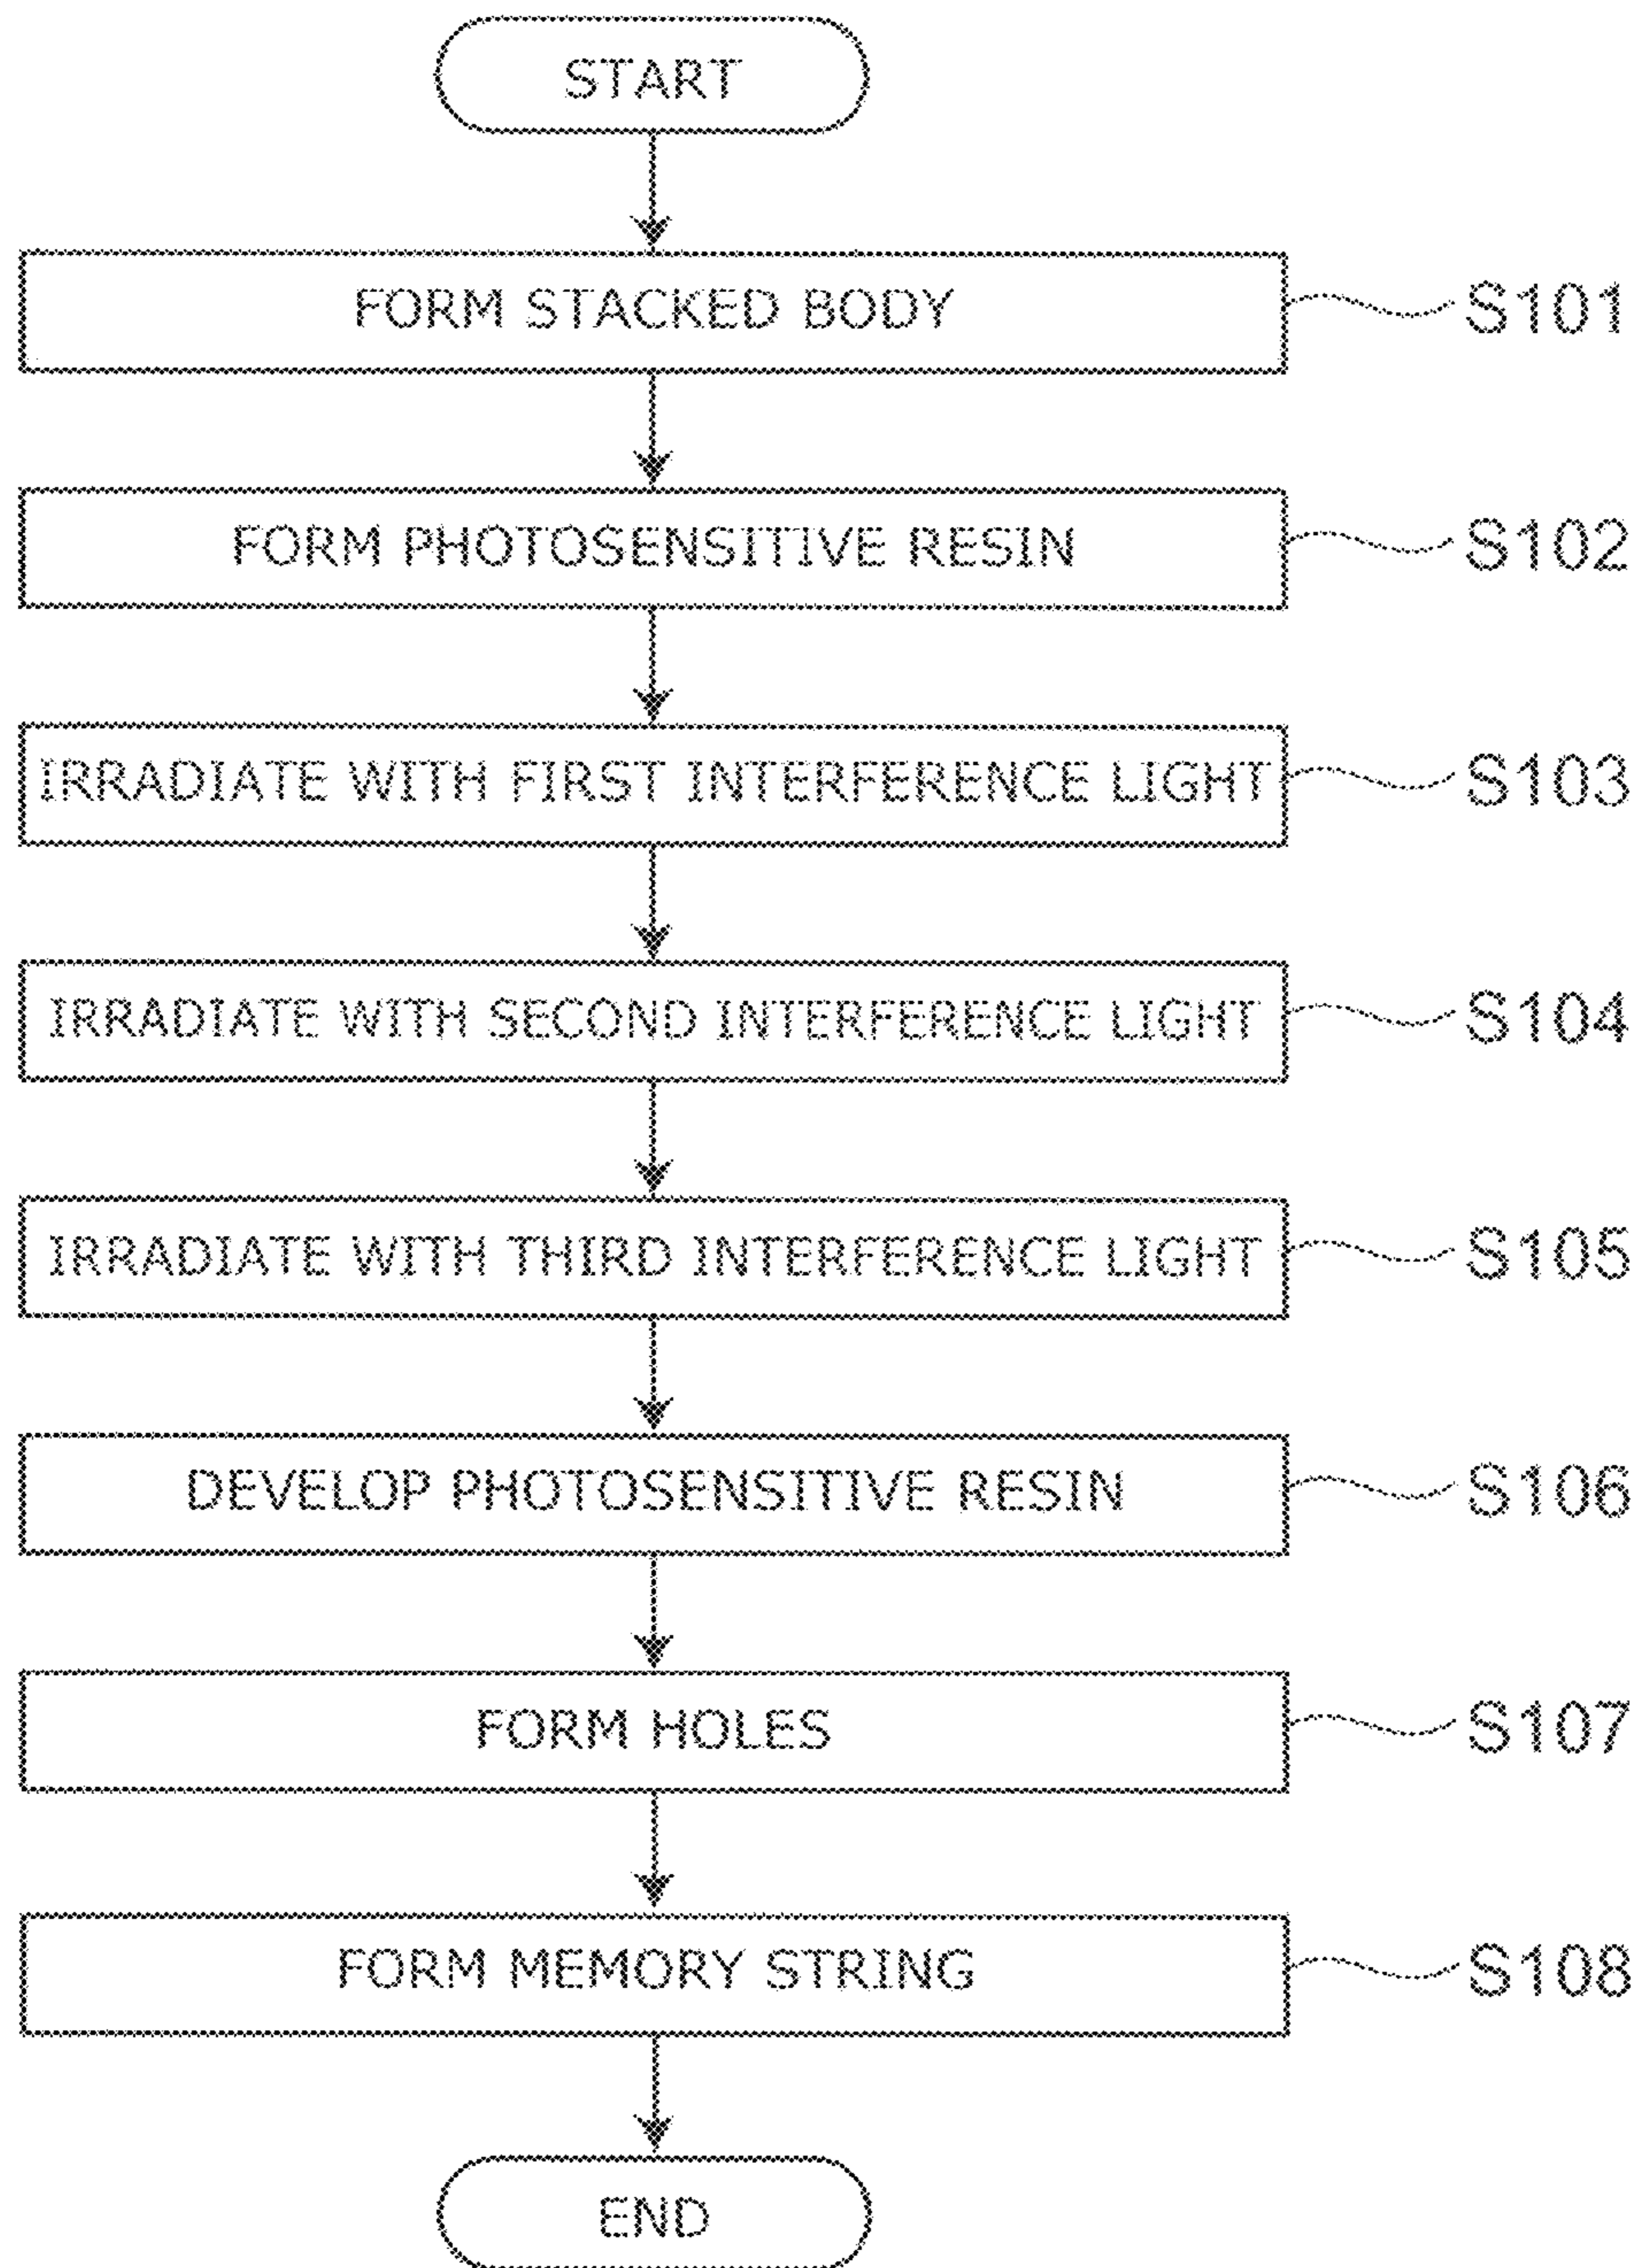 START
FORM STACKED BODY
S101
FORM PHOTOSENSITIVE RESIN
S102
IRRADIATE WITH FIRST INTERFERENCE LIGHT
S103
IRRADIATE WITH SECOND INTERFERENCE LIGHT
S104
IRRADIATE WITH THIRD INTERFERENCE LIGHT
S105
DEVELOP PHOTOSENSITIVE RESIN
S106
FORM HOLES
S107
FORM MEMORY STRING
S108
END